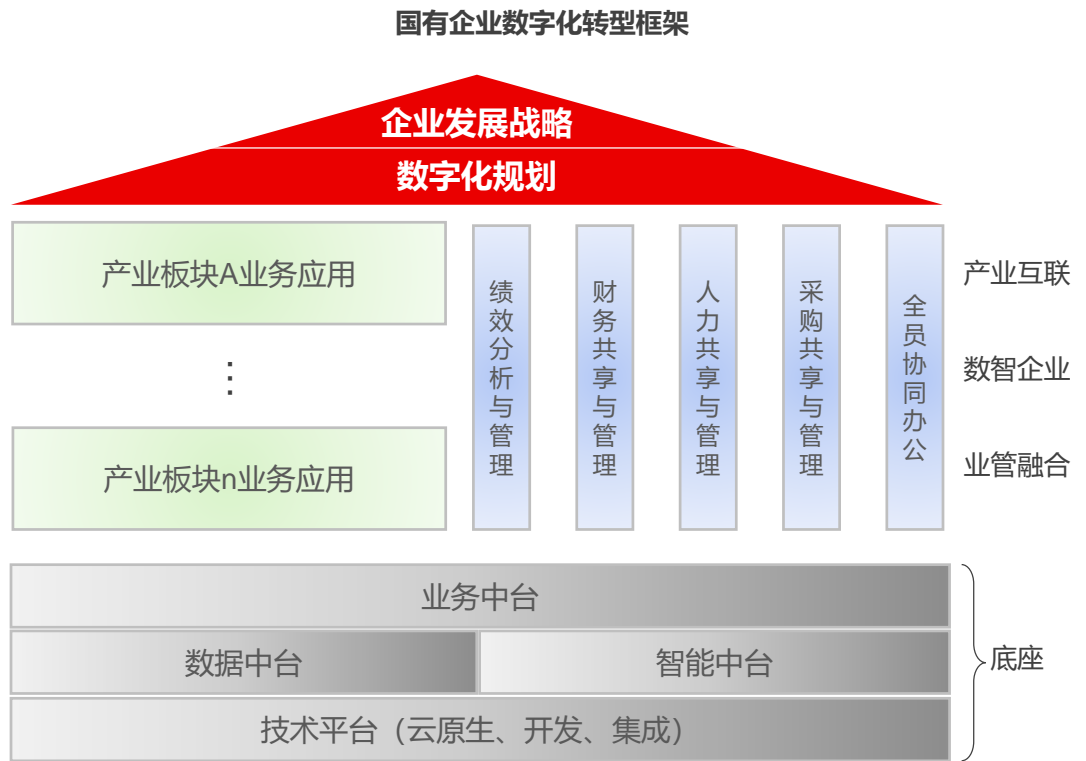 国有企业数字化转型框架
企业发展战略
数字化规划
产业板块A业务应用
⋮
产业板块n业务应用
绩效分析与管理
财务共享与管理
人力共享与管理
采购共享与管理
全员协同办公
产业互联
数智企业
业管融合
业务中台
数据中台
智能中台
技术平台（云原生、开发、集成）
底座